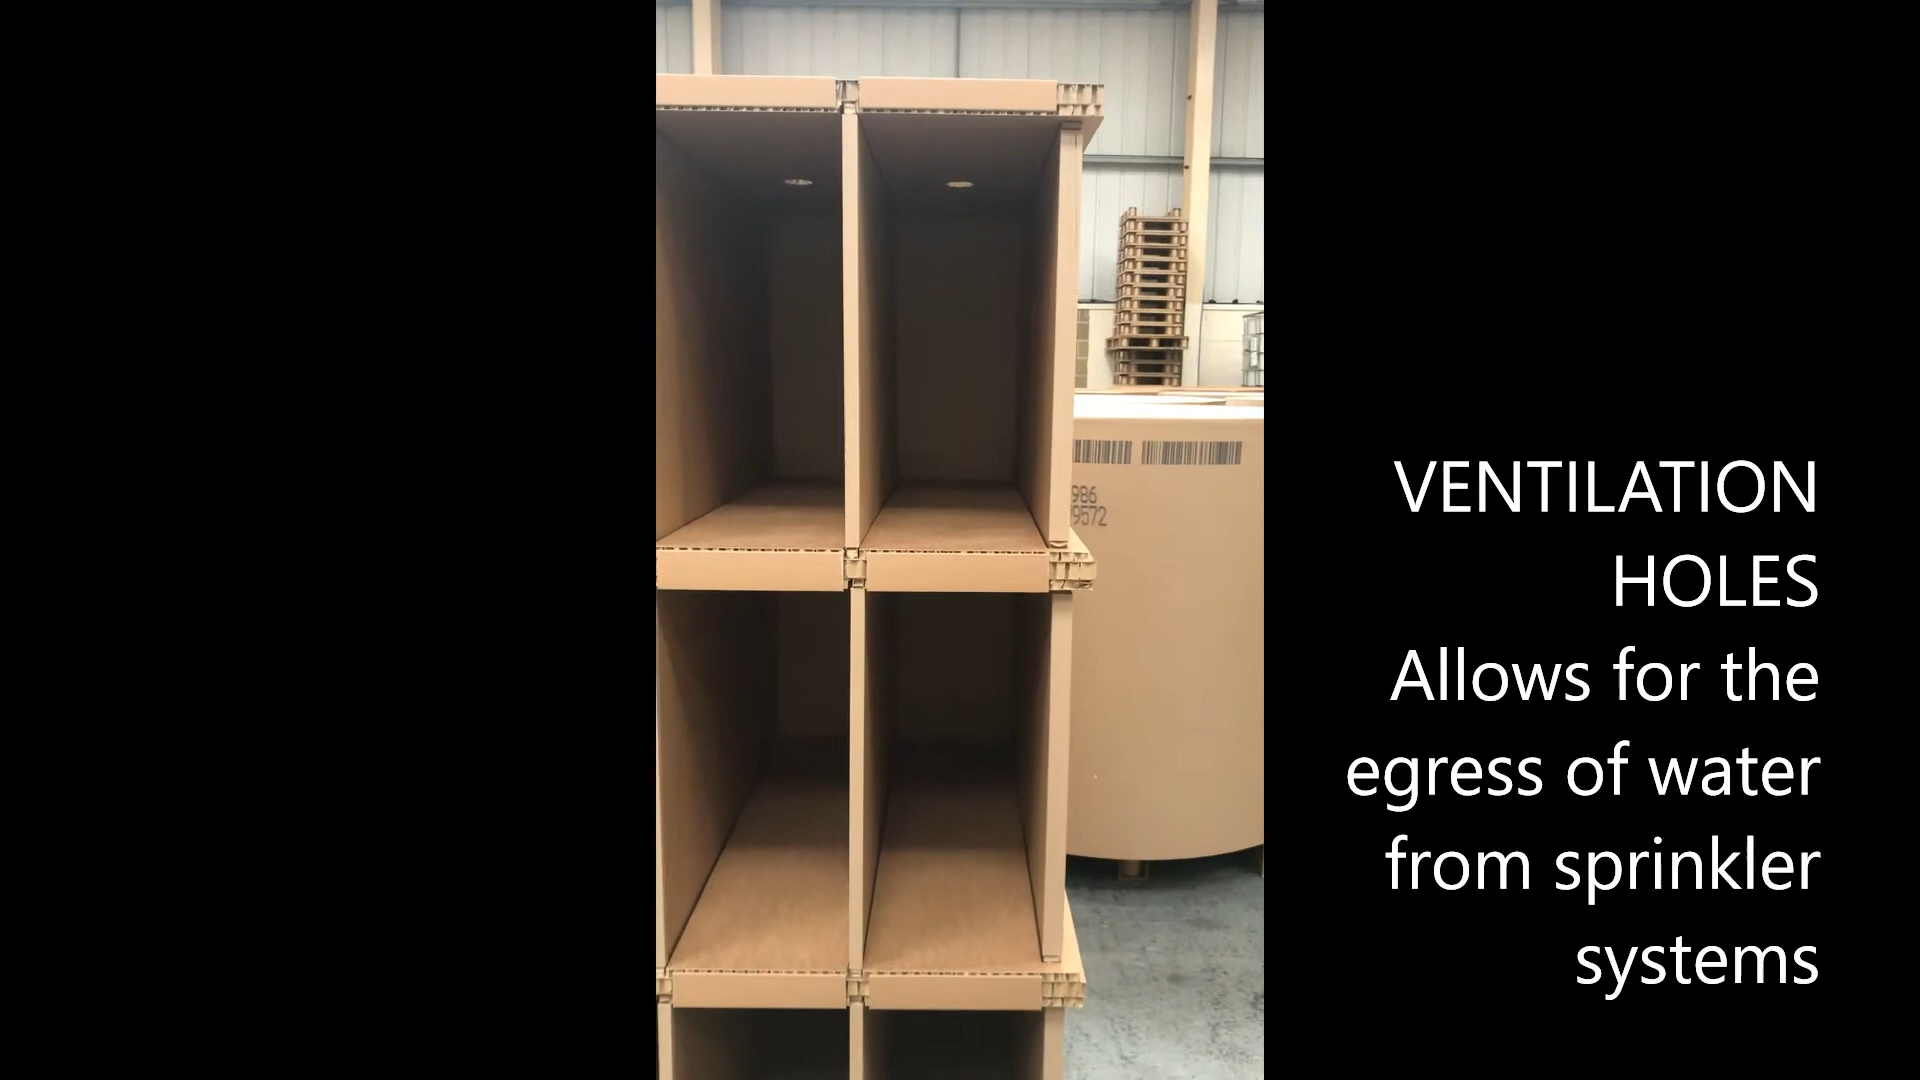 986
9572
VENTILATION
HOLES
Allows for the
egress of water
from sprinkler
systems